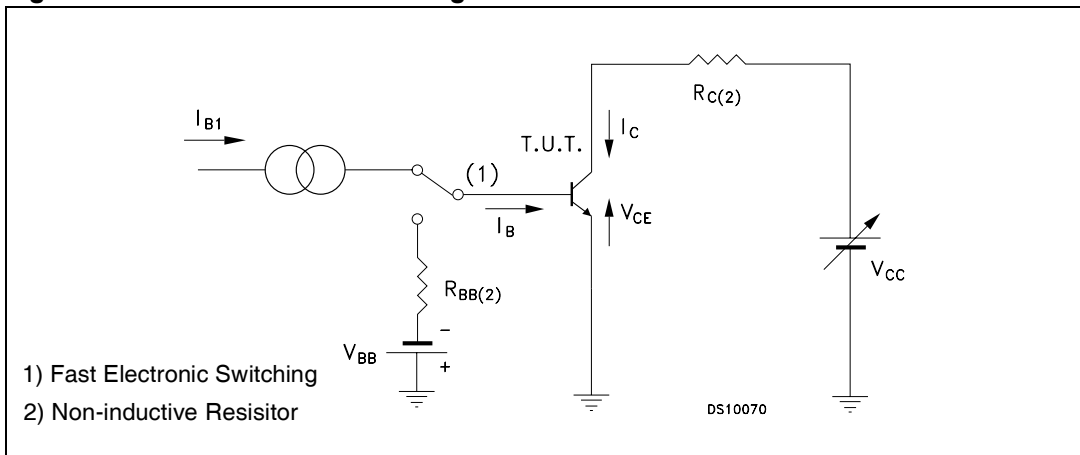 I_B1
R_C(2)
I_C
T.U.T.
(1)
I_B
V_CE
R_BB(2)
V_CC
−
V_BB
+
1) Fast Electronic Switching
2) Non-inductive Resisitor
DS10070